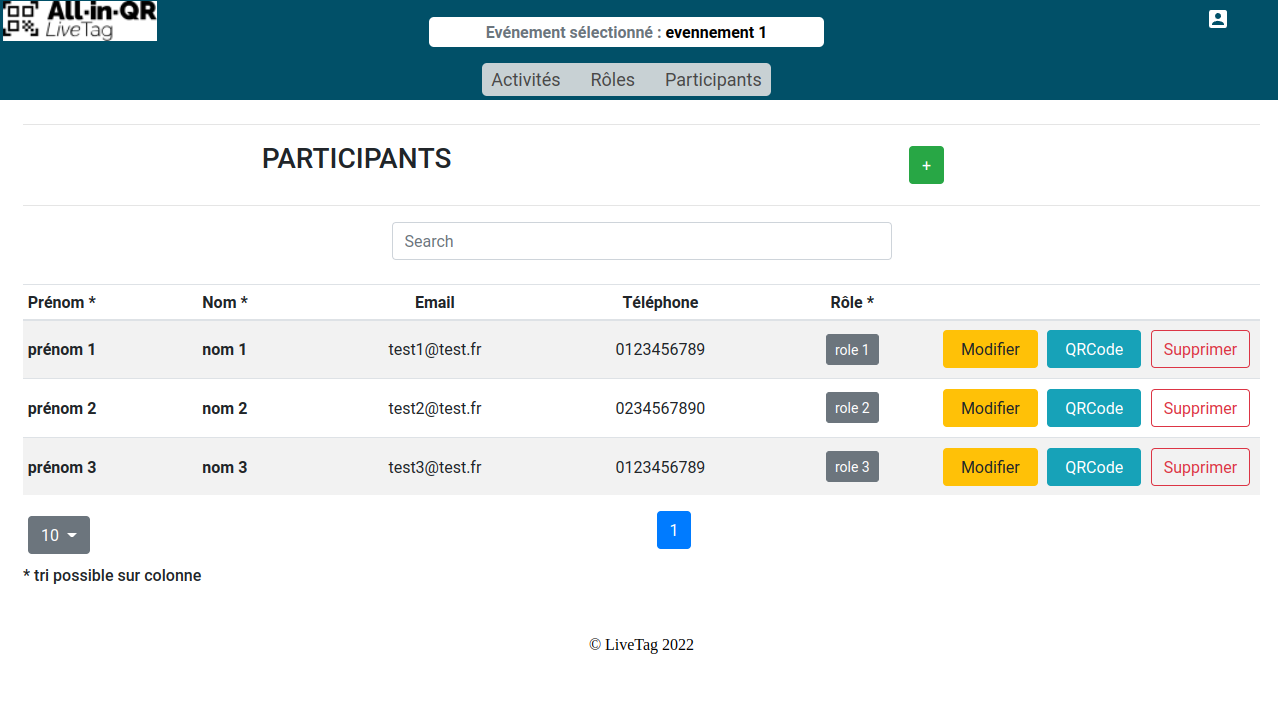 All·in·QR
LiveTag
Evénement sélectionné : evennement 1
Activités Rôles Participants
PARTICIPANTS +
Search
Prénom * Nom * Email Téléphone Rôle *
prénom 1 nom 1 test1@test.fr 0123456789 role 1 Modifier QRCode Supprimer
prénom 2 nom 2 test2@test.fr 0234567890 role 2 Modifier QRCode Supprimer
prénom 3 nom 3 test3@test.fr 0123456789 role 3 Modifier QRCode Supprimer
10 1
* tri possible sur colonne
© LiveTag 2022